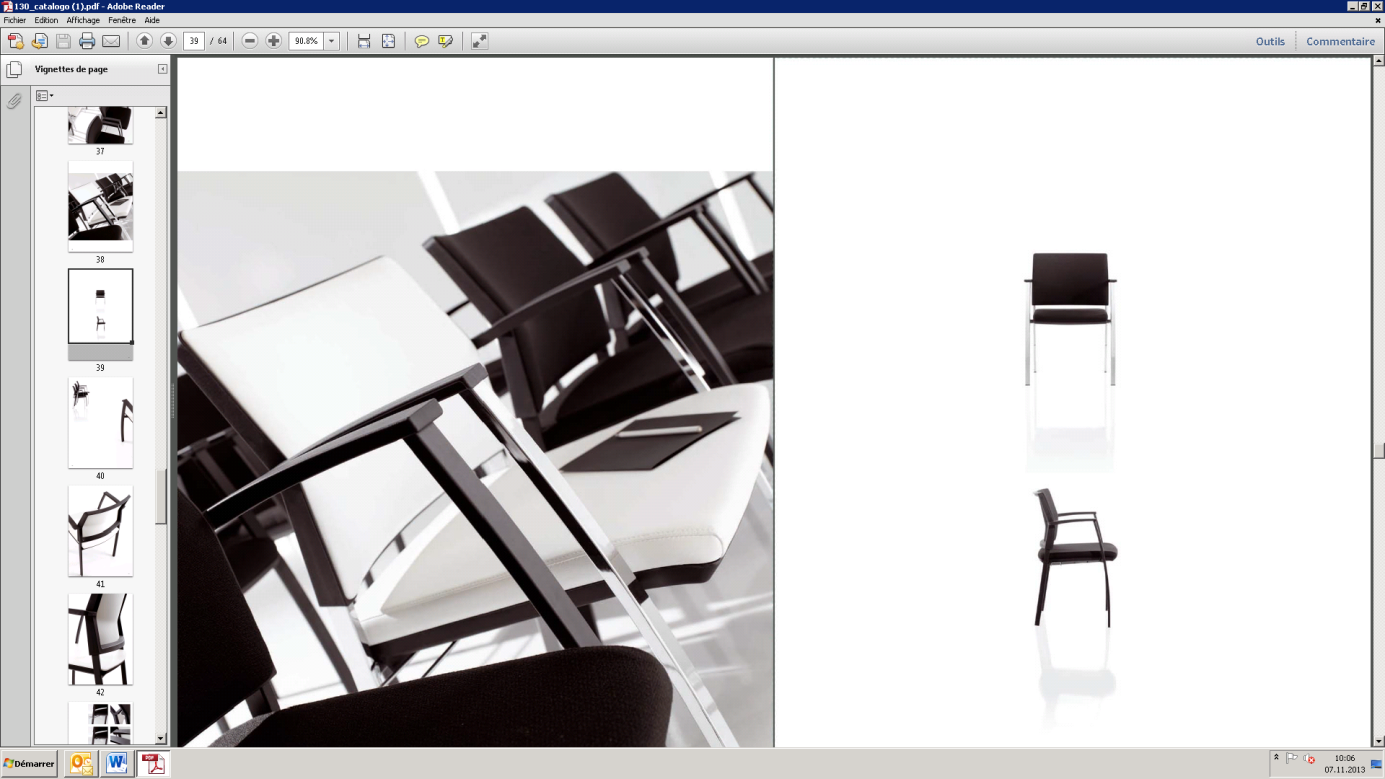 130_catalogo (1).pdf - Adobe Reader
Fichier Edition Affichage Fenêtre Aide
39 / 64 90.8% Outils Commentaire
Vignettes de page
37
38
39
40
41
42
Démarrer
10:06
07.11.2013